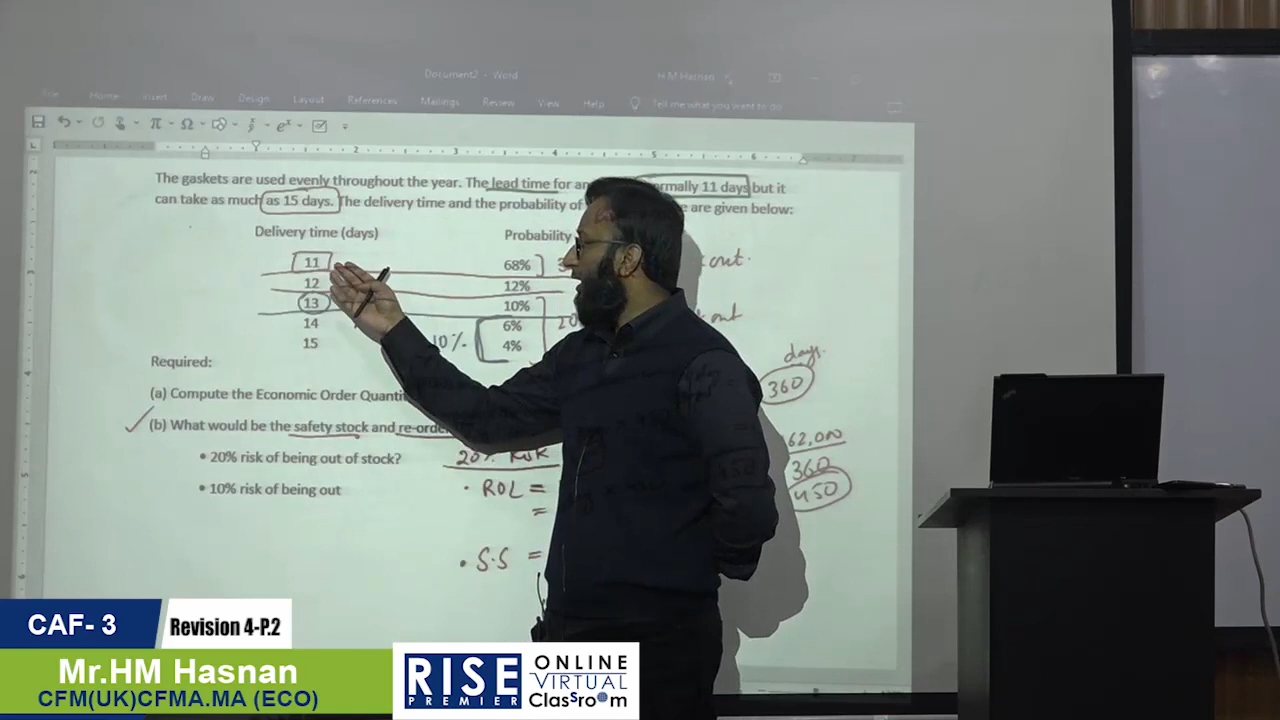 Document2 - Word
H.M Hasnan
File Home Insert Draw Design Layout References Mailings Review View Help Tell me what you want to do
The gaskets are used evenly throughout the year. The lead time for an normally 11 days but it
can take as much as 15 days. The delivery time and the probability of are given below:
Delivery time (days) Probability
11 68% out.
12 12%
13 10%
14 6% 20 out
15 10% 4%
Required:
days
360
(a) Compute the Economic Order Quanti
(b) What would be the safety stock and re-orde
62,000
360
450
• 20% risk of being out of stock?
20% Risk
• 10% risk of being out
• ROL =
=
• S.S =
CAF- 3
Revision 4-P.2
Mr.HM Hasnan
CFM(UK)CFMA.MA (ECO)
RISE
PREMIER
ONLINE
VIRTUAL
ClassrOOm